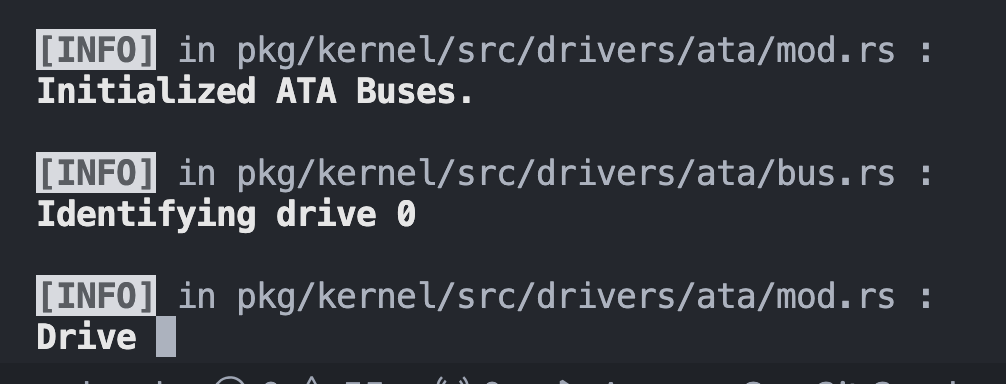 [INFO] in pkg/kernel/src/drivers/ata/mod.rs :
Initialized ATA Buses.
[INFO] in pkg/kernel/src/drivers/ata/bus.rs :
Identifying drive 0
[INFO] in pkg/kernel/src/drivers/ata/mod.rs :
Drive